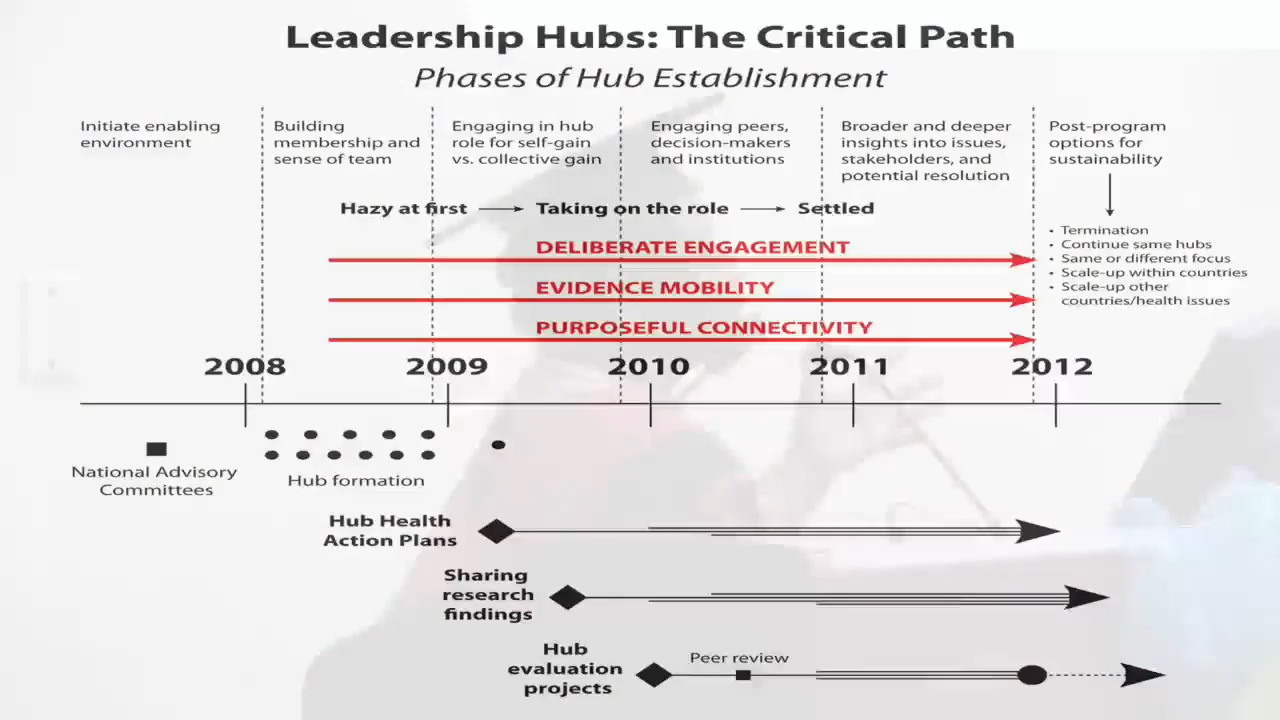 Leadership Hubs: The Critical Path
Phases of Hub Establishment
Initiate enabling
environment
Building
membership and
sense of team
Engaging in hub
role for self-gain
vs. collective gain
Engaging peers,
decision-makers
and institutions
Broader and deeper
insights into issues,
stakeholders, and
potential resolution
Post-program
options for
sustainability
Hazy at first
Taking on the role
Settled
• Termination
• Continue same hubs
• Same or different focus
• Scale-up within countries
• Scale-up other
countries/health issues
DELIBERATE ENGAGEMENT
EVIDENCE MOBILITY
PURPOSEFUL CONNECTIVITY
2008
2009
2010
2011
2012
National Advisory
Committees
Hub formation
Hub Health
Action Plans
Sharing
research
findings
Hub
evaluation
projects
Peer review